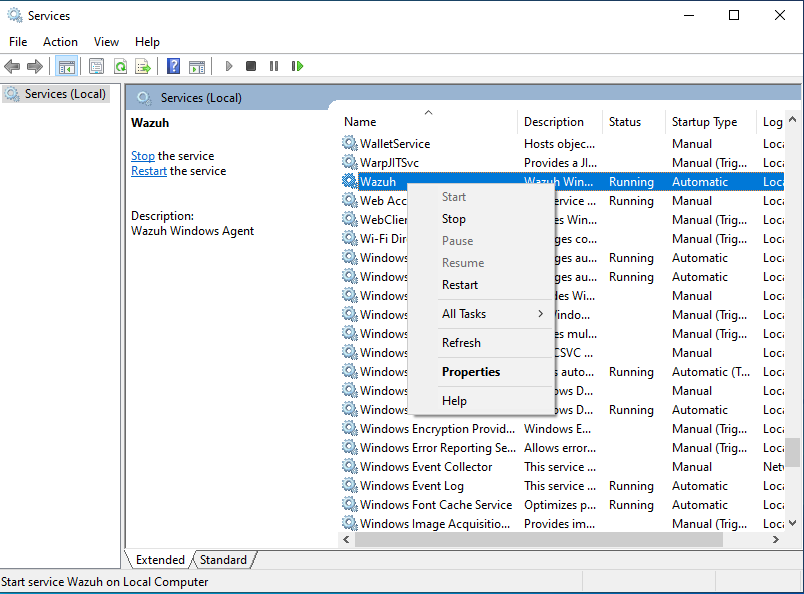 Services
File Action View Help
Services (Local)
Services (Local)
Wazuh
Stop the service
Restart the service
Description:
Wazuh Windows Agent
Name Description Status Startup Type Log
WalletService Hosts objec... Manual Loca
WarpJITSvc Provides a JI... Manual (Trig... Loca
Wazuh Wazuh Win... Running Automatic Loca
Web Acc service ... Running Manual Loca
WebClien es Win... Manual (Trig... Loca
Wi-Fi Dir ges co... Manual (Trig... Loca
Windows ges au... Running Automatic Loca
Windows ges au... Running Automatic Loca
Windows des Wi... Manual Loca
Windows indo... Manual (Trig... Loca
Windows s mul... Manual (Trig... Loca
Windows CSVC ... Manual Loca
Windows s auto... Running Automatic (T... Loca
Windows ws D... Manual Loca
Windows ws D... Running Automatic Loca
Windows Encryption Provid... Windows E... Manual (Trig... Loca
Windows Error Reporting Se... Allows error... Manual (Trig... Loca
Windows Event Collector This service ... Manual Netv
Windows Event Log This service ... Running Automatic Loca
Windows Font Cache Service Optimizes p... Running Automatic Loca
Windows Image Acquisitio... Provides im... Manual (Trig... Loca
Start
Stop
Pause
Resume
Restart
All Tasks
Refresh
Properties
Help
Extended Standard
Start service Wazuh on Local Computer